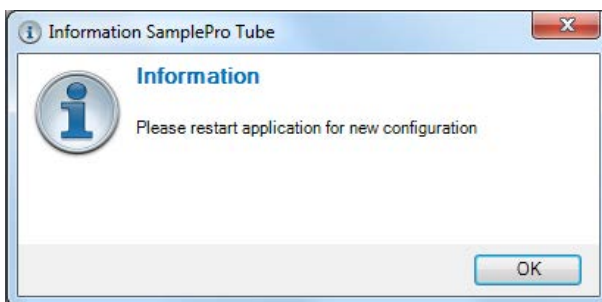 Information SamplePro Tube
Information
Please restart application for new configuration
OK